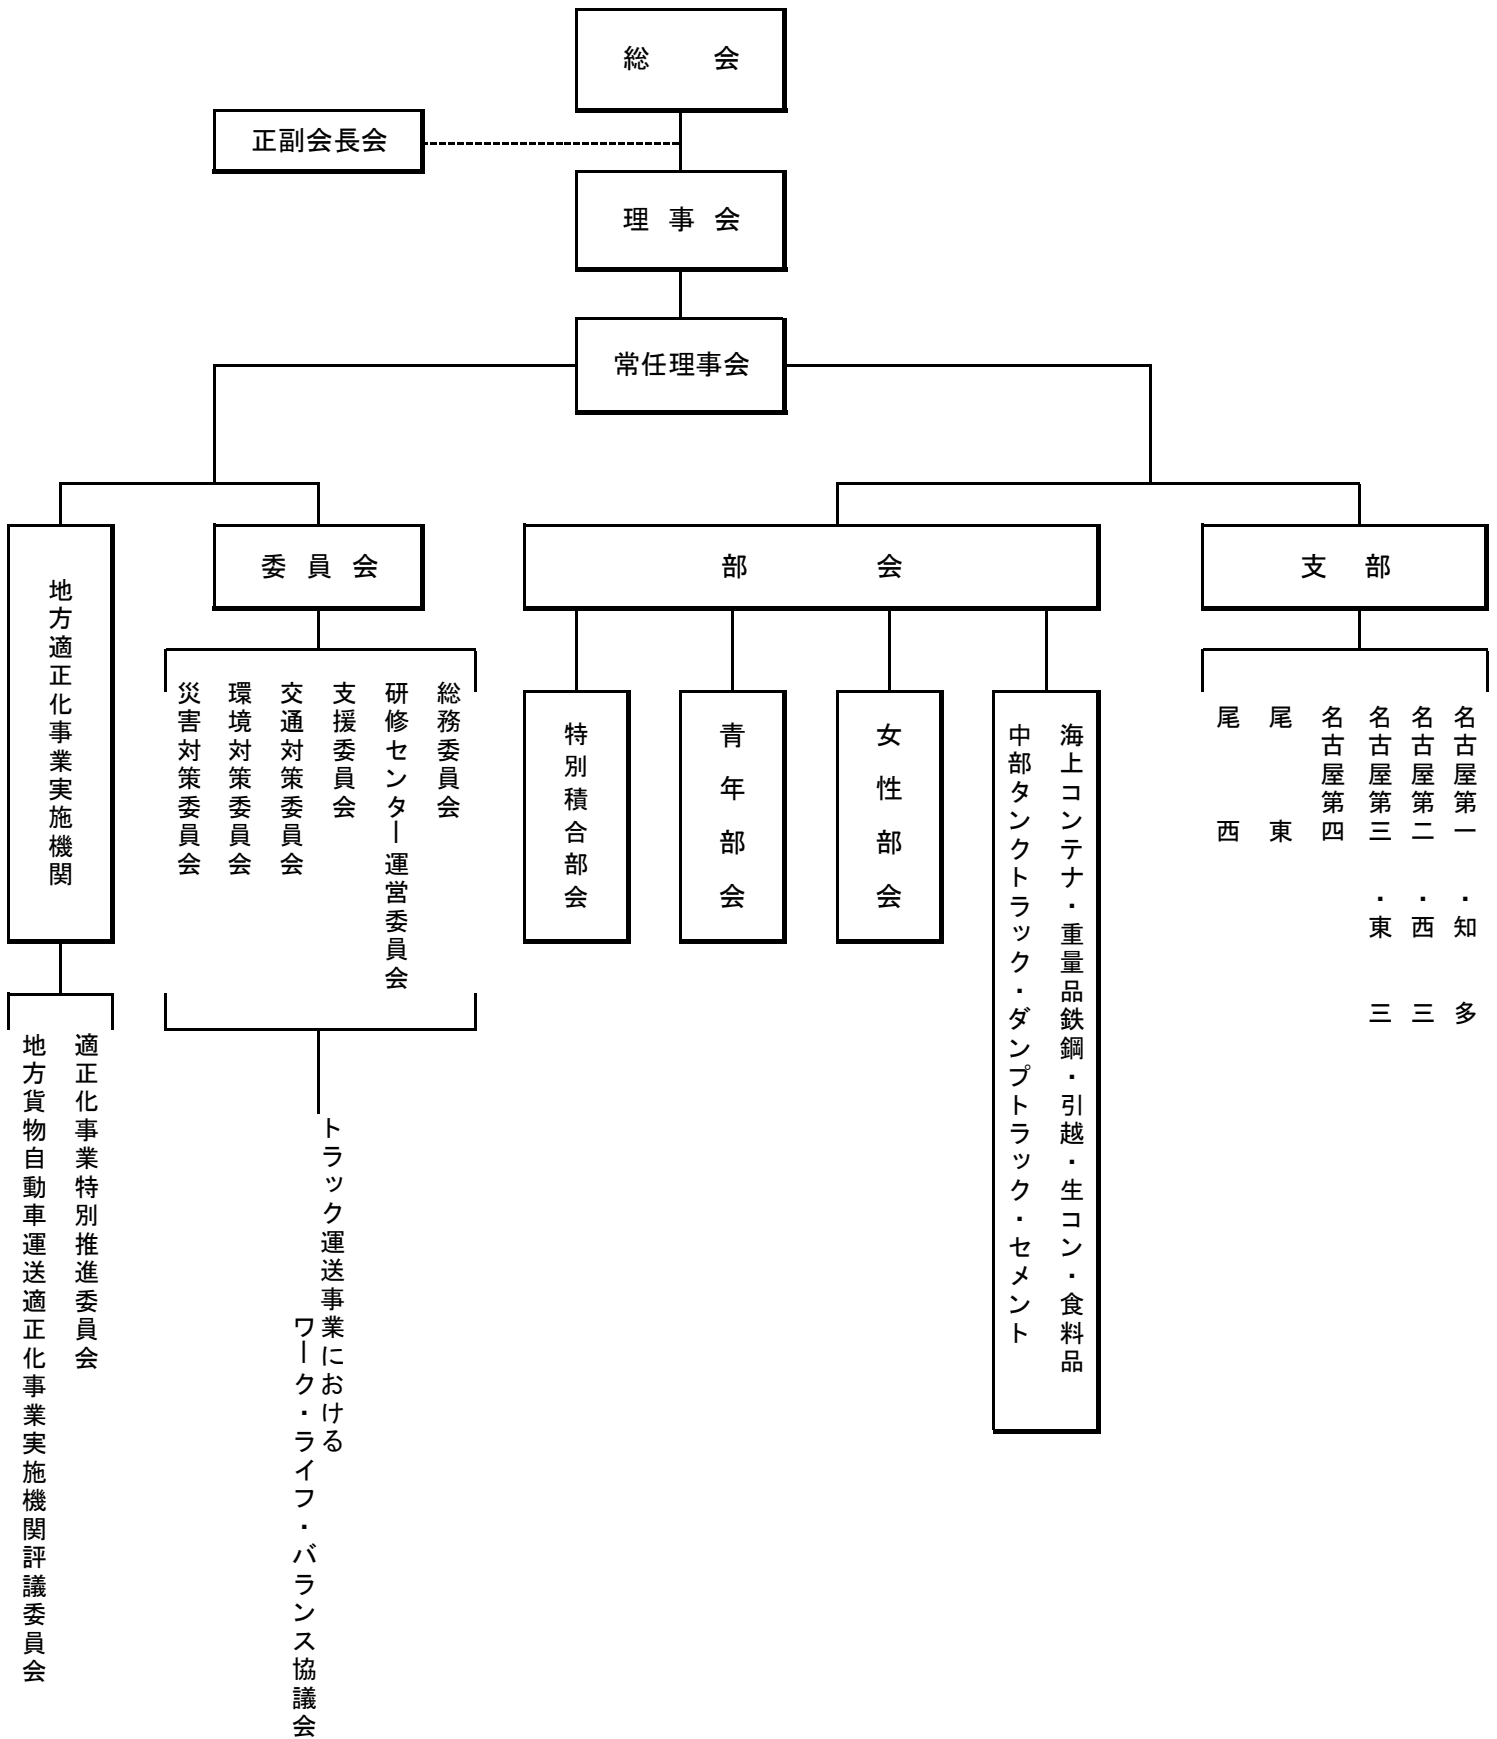 総　会
正副会長会
理 事 会
常任理事会
地方適正化事業実施機関
委 員 会
部　会
支　部
総務委員会
研修センター運営委員会
支援委員会
交通対策委員会
環境対策委員会
災害対策委員会
特別積合部会
青年部会
女性部会
海上コンテナ・重量品鉄鋼・引越・生コン・食料品
中部タンクトラック・ダンプトラック・セメント
名古屋第一・知多
名古屋第二・西三
名古屋第三・東三
名古屋第四
尾東
尾西
適正化事業特別推進委員会
地方貨物自動車運送適正化事業実施機関評議委員会
トラック運送事業における
ワーク・ライフ・バランス協議会